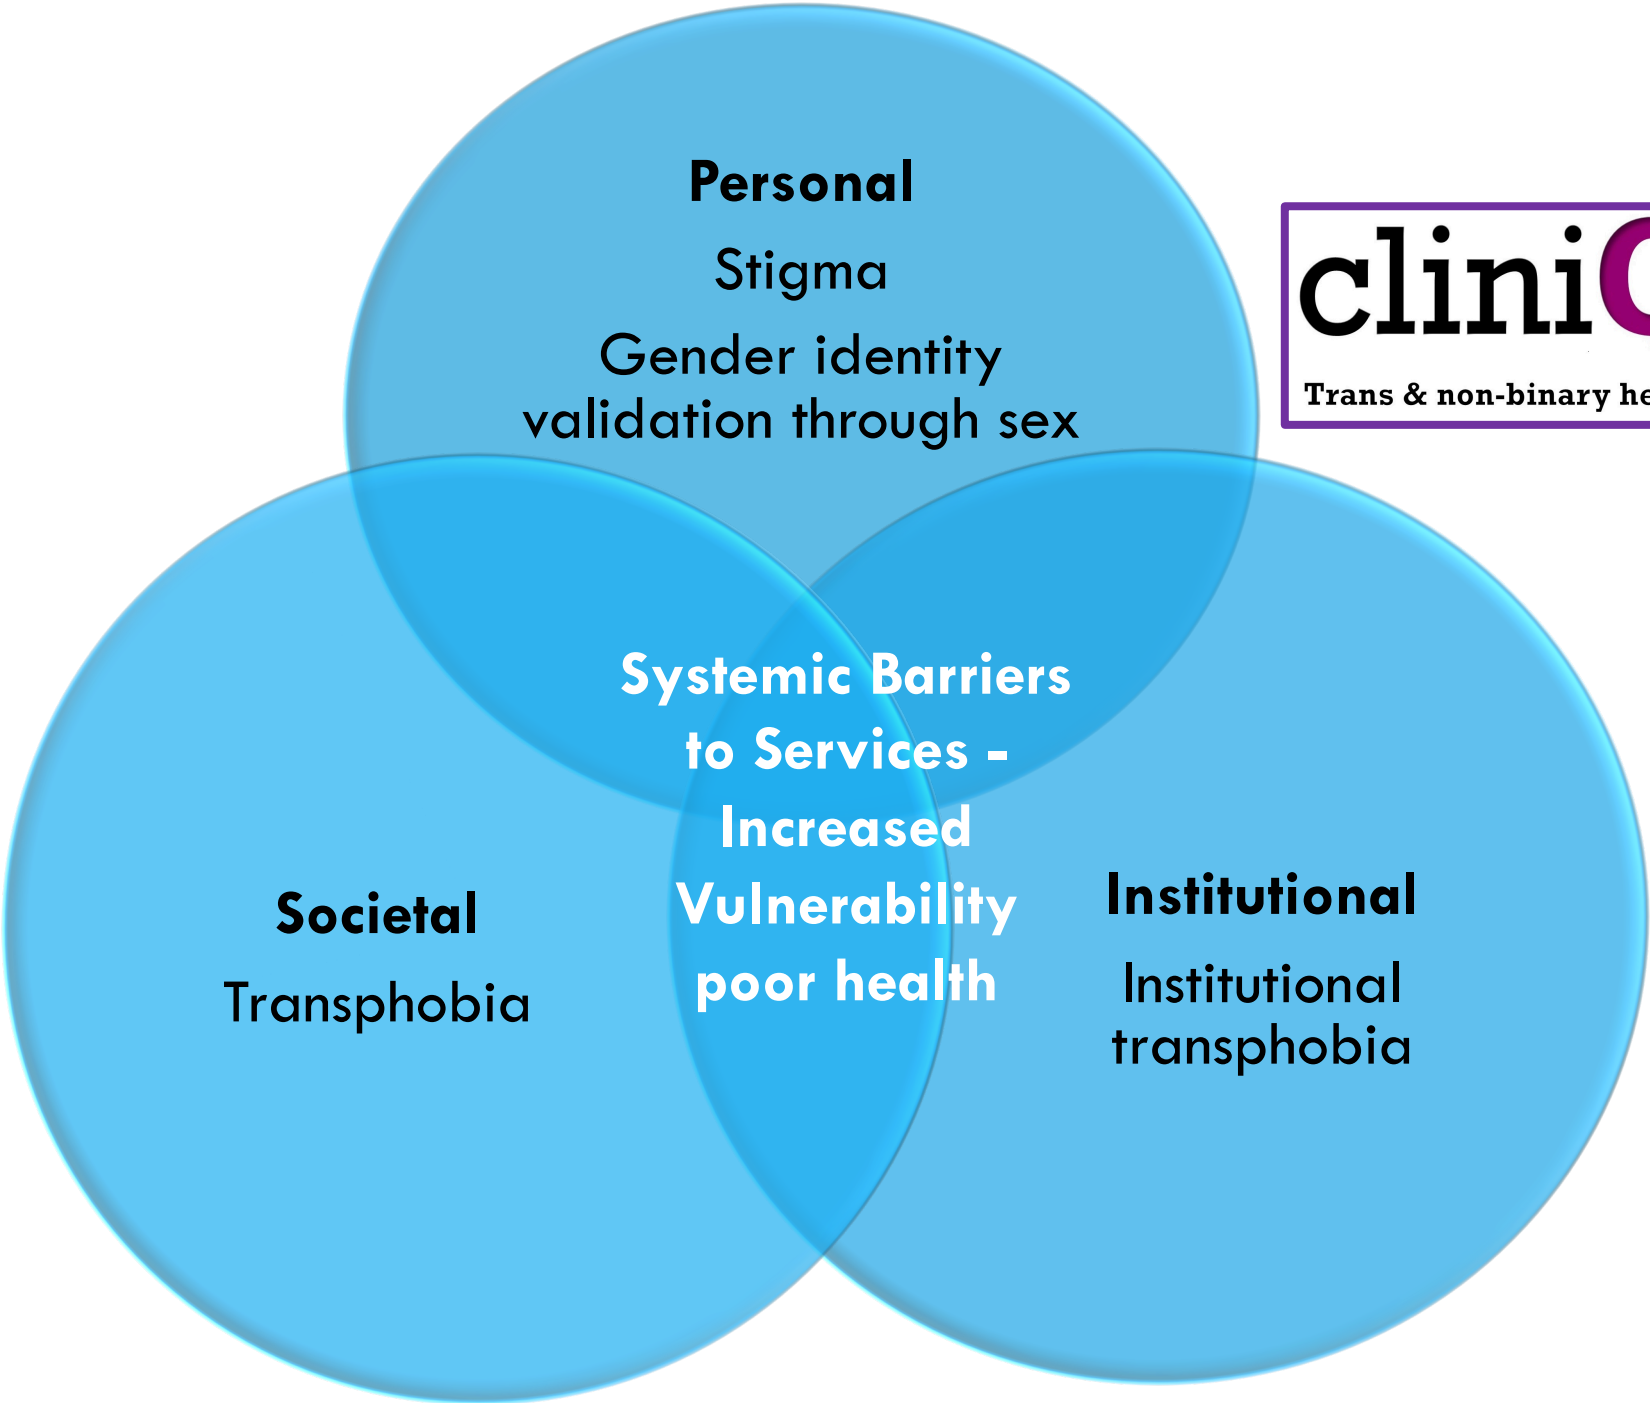 Personal
Stigma
Gender identity
validation through sex
cliniQ
Trans & non-binary he
Systemic Barriers
to Services -
Increased
Vulnerability
poor health
Societal
Transphobia
Institutional
Institutional
transphobia